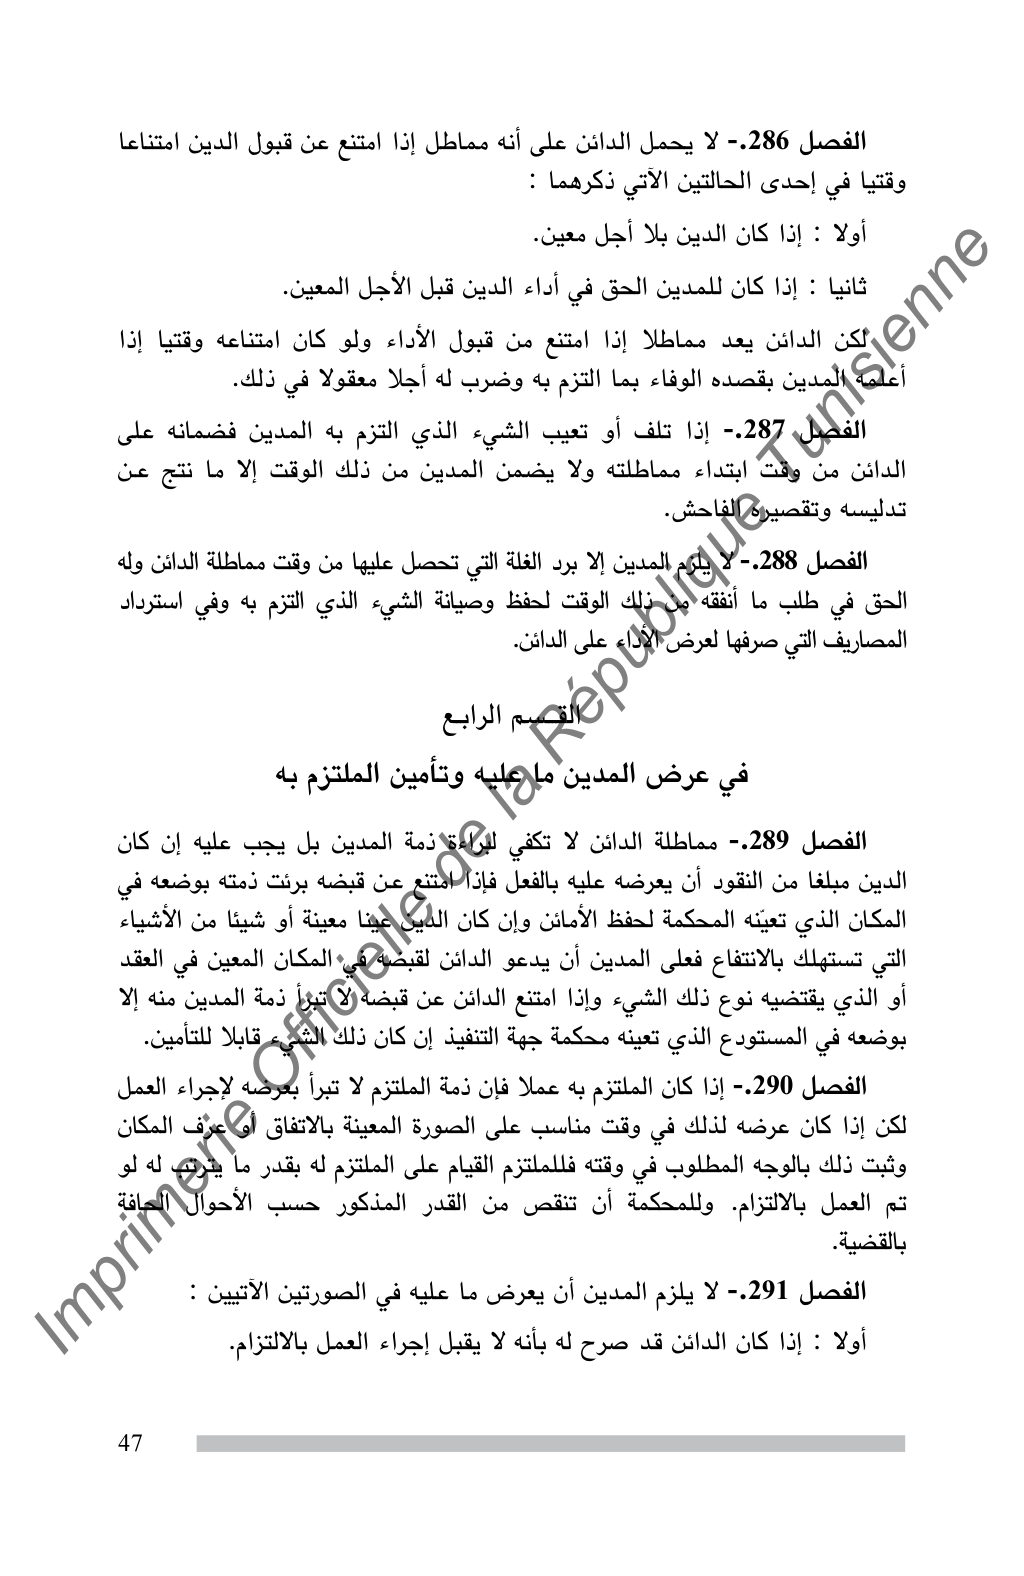 الفصل 286.- لا يحمل الدائن على أنه مماطل إذا امتنع عن قبول الدين امتناعا
وقتيا في إحدى الحالتين الآتي ذكرهما :
أولا : إذا كان الدين بلا أجل معين.
ثانيا : إذا كان للمدين الحق في أداء الدين قبل الأجل المعين.
لكن الدائن يعد مماطلا إذا امتنع من قبول الأداء ولو كان امتناعه وقتيا إذا
أعلمه المدين بقصده الوفاء بما التزم به وضرب له أجلا معقولا في ذلك.
الفصل 287.- إذا تلف أو تعيب الشيء الذي التزم به المدين فضمانه على
الدائن من وقت ابتداء مماطلته ولا يضمن المدين من ذلك الوقت إلا ما نتج عن
تدليسه وتقصيره الفاحش.
الفصل 288.- لا يلزم المدين إلا برد الغلة التي تحصل عليها من وقت مماطلة الدائن وله
الحق في طلب ما أنفقه من ذلك الوقت لحفظ وصيانة الشيء الذي التزم به وفي استرداد
المصاريف التي صرفها لعرض الأداء على الدائن.
القسم الرابع
في عرض المدين ما عليه وتأمين الملتزم به
الفصل 289.- مماطلة الدائن لا تكفي لبراءة ذمة المدين بل يجب عليه إن كان
الدين مبلغا من النقود أن يعرضه عليه بالفعل فإذا امتنع عن قبضه برئت ذمته بوضعه في
المكان الذي تعيّنه المحكمة لحفظ الأمائن وإن كان الدين عينا معينة أو شيئا من الأشياء
التي تستهلك بالانتفاع فعلى المدين أن يدعو الدائن لقبضه في المكان المعين في العقد
أو الذي يقتضيه نوع ذلك الشيء وإذا امتنع الدائن عن قبضه لا تبرأ ذمة المدين منه إلا
بوضعه في المستودع الذي تعينه محكمة جهة التنفيذ إن كان ذلك الشيء قابلا للتأمين.
الفصل 290.- إذا كان الملتزم به عملا فإن ذمة الملتزم لا تبرأ بعرضه لإجراء العمل
لكن إذا كان عرضه لذلك في وقت مناسب على الصورة المعينة بالاتفاق أو عرف المكان
وثبت ذلك بالوجه المطلوب في وقته فللملتزم القيام على الملتزم له بقدر ما يترتب له لو
تم العمل بالالتزام. وللمحكمة أن تنقص من القدر المذكور حسب الأحوال الحافة
بالقضية.
الفصل 291.- لا يلزم المدين أن يعرض ما عليه في الصورتين الآتيين :
أولا : إذا كان الدائن قد صرح له بأنه لا يقبل إجراء العمل بالالتزام.
47
Imprimerie Officielle de la République Tunisienne